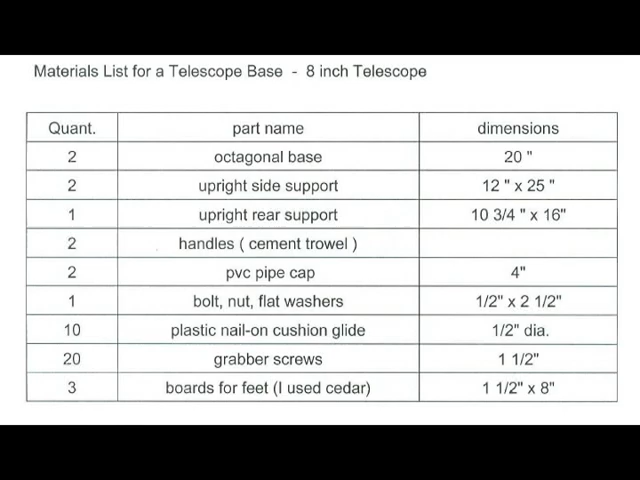 Materials List for a Telescope Base - 8 inch Telescope
Quant. part name dimensions
2 octagonal base 20 "
2 upright side support 12 " x 25 "
1 upright rear support 10 3/4 " x 16"
2 handles ( cement trowel )
2 pvc pipe cap 4"
1 bolt, nut, flat washers 1/2" x 2 1/2"
10 plastic nail-on cushion glide 1/2" dia.
20 grabber screws 1 1/2"
3 boards for feet (I used cedar) 1 1/2" x 8"